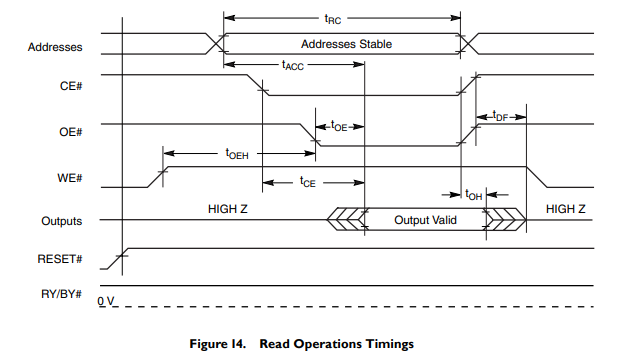 tRC
Addresses
Addresses Stable
tACC
CE#
tDF
OE#
tOE
tOEH
WE#
tCE
tOH
HIGH Z
HIGH Z
Outputs
Output Valid
RESET#
RY/BY#
0 V
Figure 14. Read Operations Timings